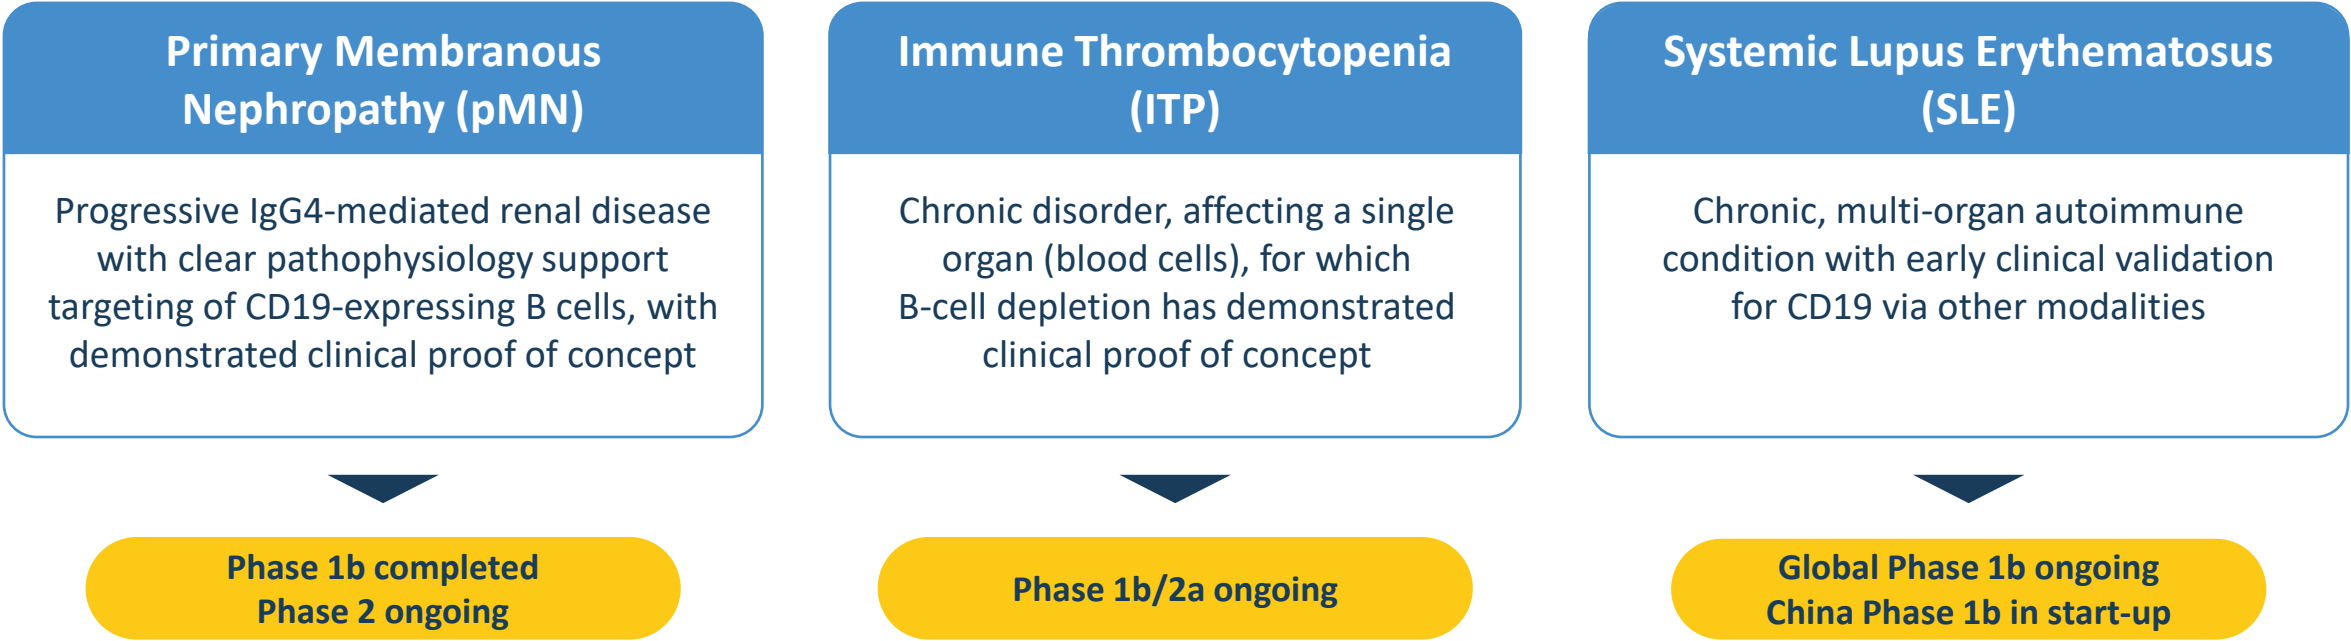 Primary Membranous
Nephropathy (pMN)
Progressive IgG4-mediated renal disease
with clear pathophysiology support
targeting of CD19-expressing B cells, with
demonstrated clinical proof of concept
Phase 1b completed
Phase 2 ongoing
Immune Thrombocytopenia
(ITP)
Chronic disorder, affecting a single
organ (blood cells), for which
B-cell depletion has demonstrated
clinical proof of concept
Phase 1b/2a ongoing
Systemic Lupus Erythematosus
(SLE)
Chronic, multi-organ autoimmune
condition with early clinical validation
for CD19 via other modalities
Global Phase 1b ongoing
China Phase 1b in start-up